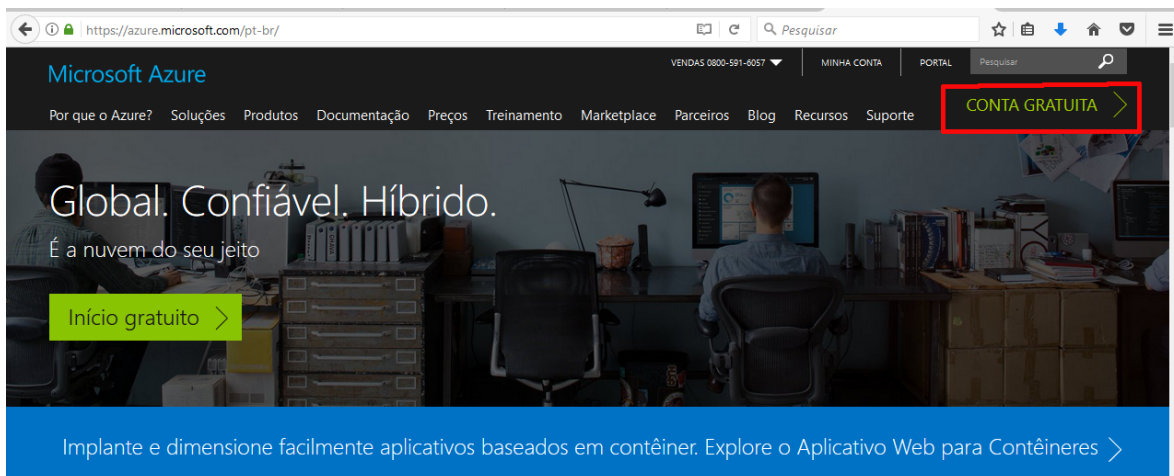 https://azure.microsoft.com/pt-br/
Pesquisar
Microsoft Azure
VENDAS 0800-591-6057
MINHA CONTA
PORTAL
Pesquisar
Por que o Azure? Soluções Produtos Documentação Preços Treinamento Marketplace Parceiros Blog Recursos Suporte
CONTA GRATUITA
Global. Confiável. Híbrido.
É a nuvem do seu jeito
Início gratuito
Implante e dimensione facilmente aplicativos baseados em contêiner. Explore o Aplicativo Web para Contêineres